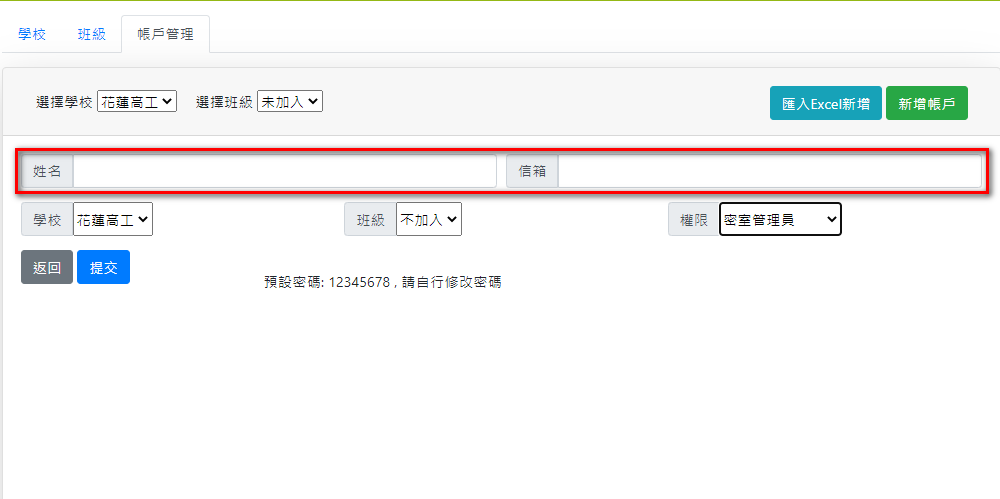 學校 班級 帳戶管理
選擇學校 花蓮高工 選擇班級 未加入 匯入Excel新增 新增帳戶
姓名 信箱
學校 花蓮高工 班級 不加入 權限 密室管理員
返回 提交
預設密碼: 12345678 , 請自行修改密碼